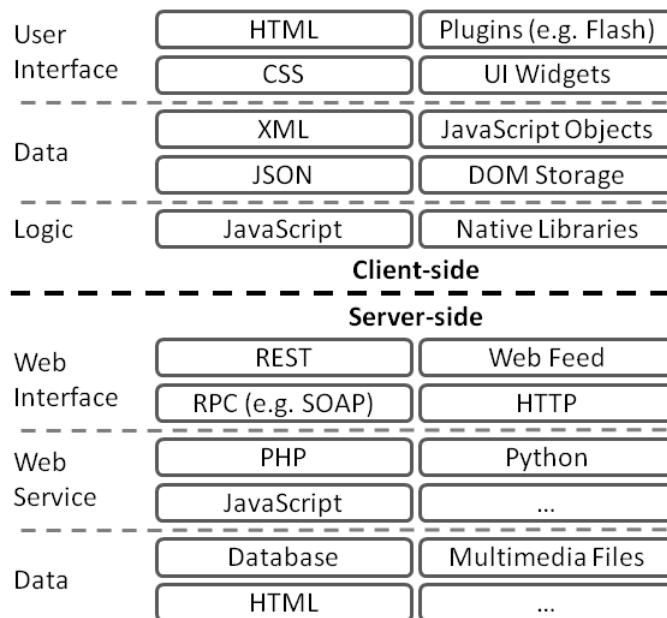 User Interface
HTML
Plugins (e.g. Flash)
CSS
UI Widgets
Data
XML
JavaScript Objects
JSON
DOM Storage
Logic
JavaScript
Native Libraries
Client-side
Server-side
Web Interface
REST
Web Feed
RPC (e.g. SOAP)
HTTP
Web Service
PHP
Python
JavaScript
...
Data
Database
Multimedia Files
HTML
...